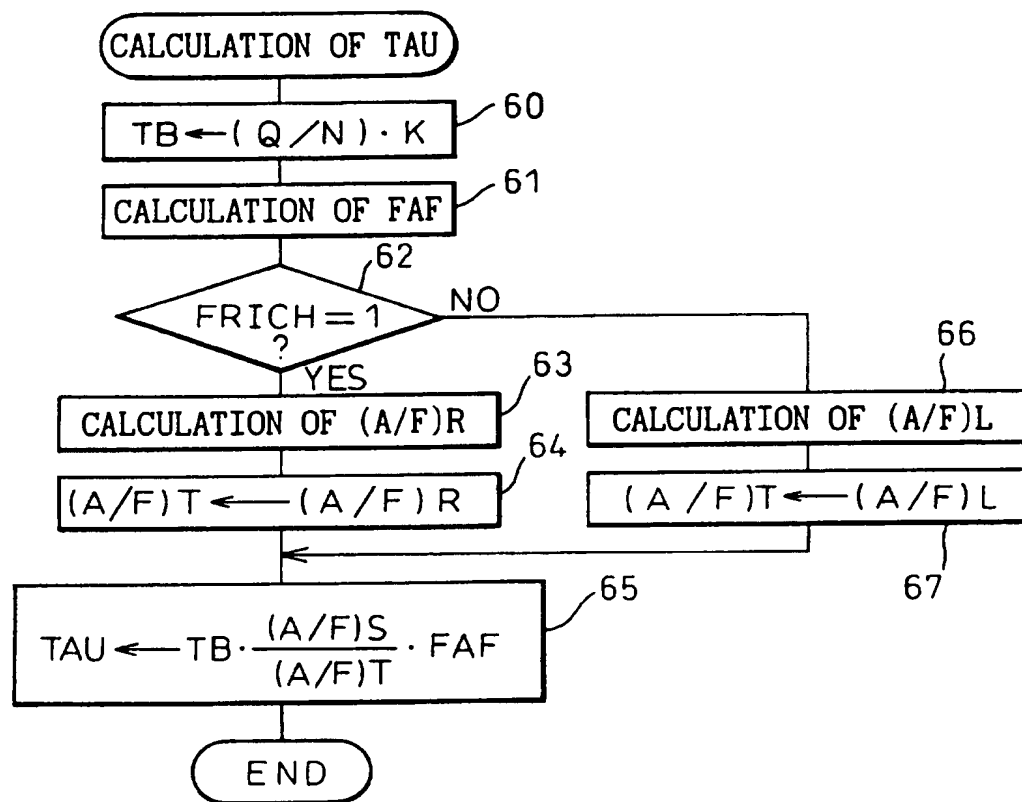 CALCULATION OF TAU
60
TB←(Q/N)·K
61
CALCULATION OF FAF
62
FRICH=1
?
NO
YES
63
CALCULATION OF (A/F)R
66
CALCULATION OF (A/F)L
64
(A/F)T←(A/F)R
(A/F)T←(A/F)L
67
65
TAU←TB·(A/F)S/(A/F)T·FAF
END